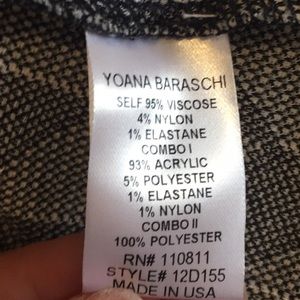 YOANA BARASCHI
SELF 95% VISCOSE
4% NYLON
1% ELASTANE
COMBO I
93% ACRYLIC
5% POLYESTER
1% ELASTANE
1% NYLON
COMBO II
100% POLYESTER
RN# 110811
STYLE# 12D155
MADE IN USA